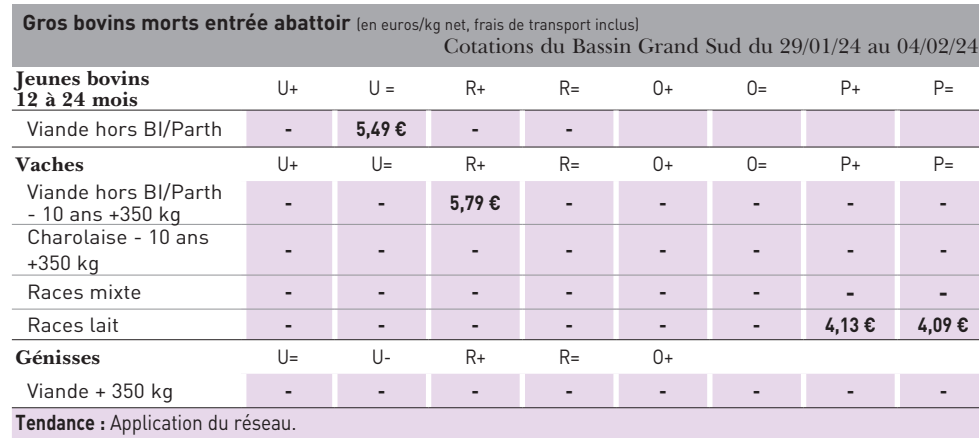 Gros bovins morts entrée abattoir (en euros/kg net, frais de transport inclus)
Cotations du Bassin Grand Sud du 29/01/24 au 04/02/24
Jeunes bovins
12 à 24 mois U+ U = R+ R= O+ O= P+ P=
Viande hors Bl/Parth - 5,49 € - -
Vaches U+ U= R+ R= O+ O= P+ P=
Viande hors Bl/Parth
- 10 ans +350 kg - - 5,79 € - - - - -
Charolaise - 10 ans
+350 kg - - - - - - - -
Races mixte - - - - - - - -
Races lait - - - - - - 4,13 € 4,09 €
Génisses U= U- R+ R= O+
Viande + 350 kg - - - - - - - -
Tendance : Application du réseau.